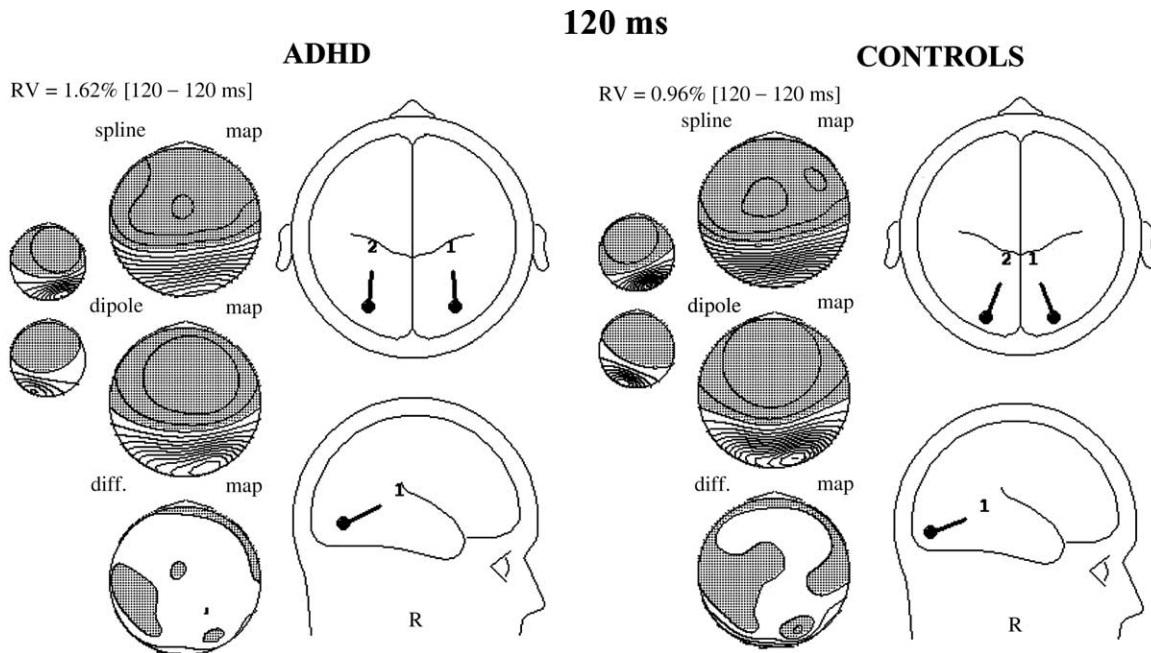 120 ms
ADHD
RV = 1.62% [120 – 120 ms]
spline map
2 1
dipole map
diff. map
1
R
CONTROLS
RV = 0.96% [120 – 120 ms]
spline map
2 1
dipole map
diff. map
1
R